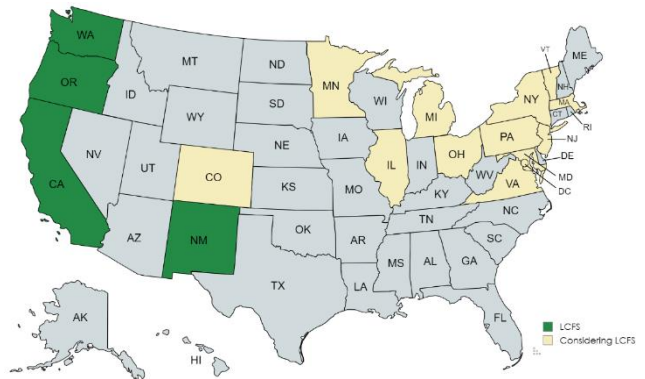 WA
MT
ND
OR
ID
SD
WY
MN
WI
MI
NV
UT
CO
NE
IA
KS
MO
IL
IN
OH
KY
WV
PA
NY
VT
NH
ME
MA
CT
RI
NJ
DE
MD
DC
VA
NC
TN
SC
CA
AZ
NM
OK
AR
TX
LA
MS
AL
GA
FL
AK
HI
LCFS
Considering LCFS